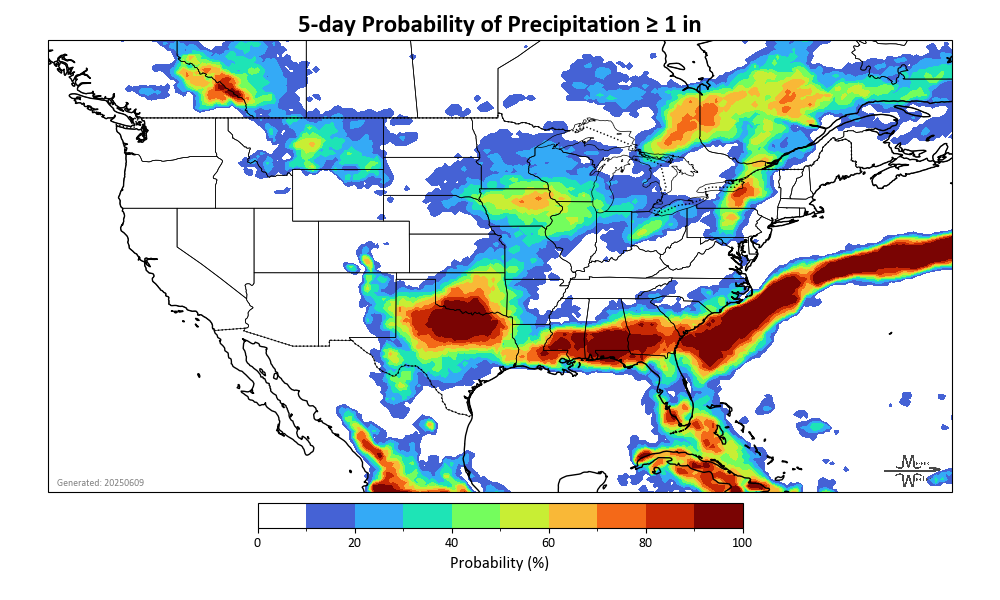 5-day Probability of Precipitation ≥ 1 in
Generated: 20250609
0 20 40 60 80 100
Probability (%)